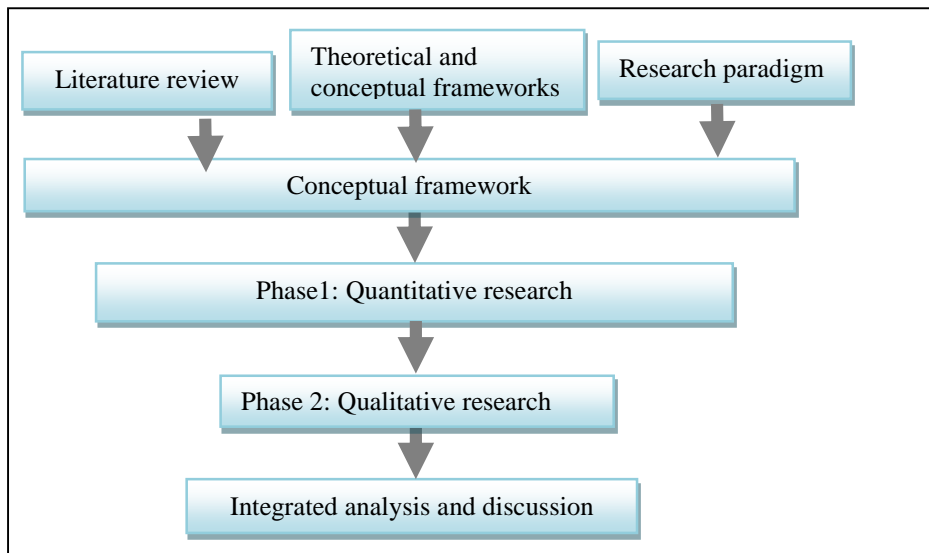 Literature review
Theoretical and
conceptual frameworks
Research paradigm
Conceptual framework
Phase1: Quantitative research
Phase 2: Qualitative research
Integrated analysis and discussion